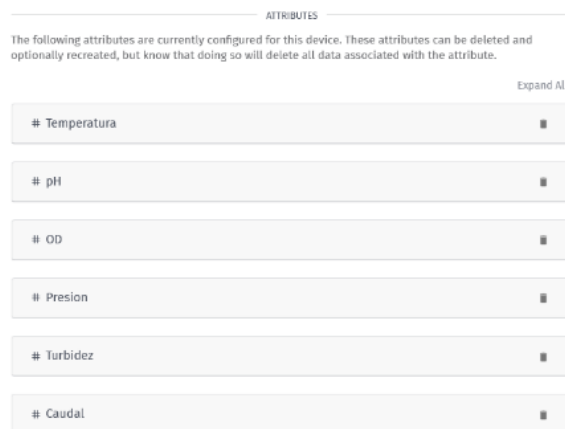 ATTRIBUTES
The following attributes are currently configured for this device. These attributes can be deleted and
optionally recreated, but know that doing so will delete all data associated with the attribute.
Expand Al
# Temperatura
# pH
# OD
# Presion
# Turbidez
# Caudal